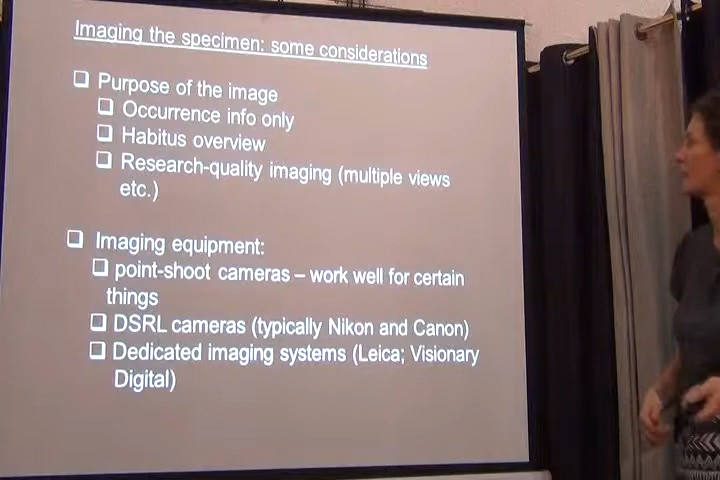 Imaging the specimen: some considerations
❑ Purpose of the image
❑ Occurrence info only
❑ Habitus overview
❑ Research-quality imaging (multiple views
etc.)
❑ Imaging equipment:
❑ point-shoot cameras – work well for certain
things
❑ DSRL cameras (typically Nikon and Canon)
❑ Dedicated imaging systems (Leica; Visionary
Digital)